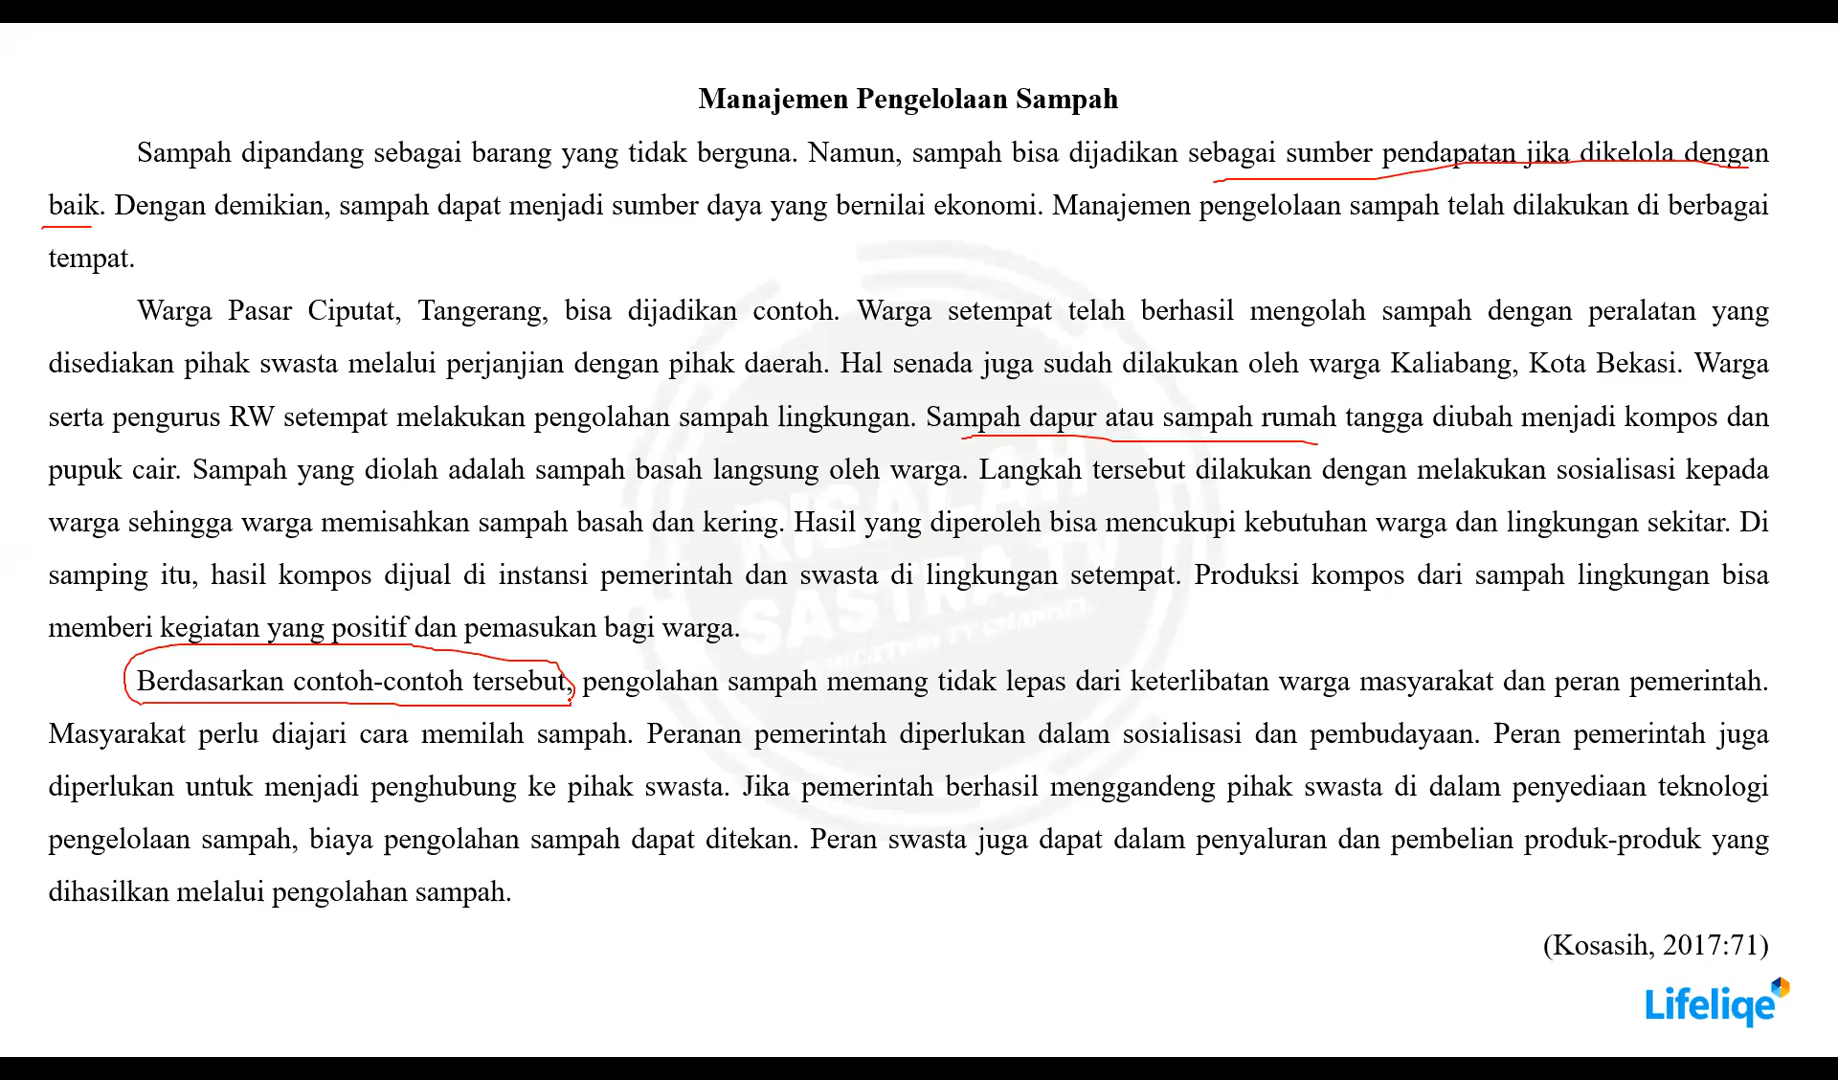 Manajemen Pengelolaan Sampah
Sampah dipandang sebagai barang yang tidak berguna. Namun, sampah bisa dijadikan sebagai sumber pendapatan jika dikelola dengan
baik. Dengan demikian, sampah dapat menjadi sumber daya yang bernilai ekonomi. Manajemen pengelolaan sampah telah dilakukan di berbagai
tempat.
Warga Pasar Ciputat, Tangerang, bisa dijadikan contoh. Warga setempat telah berhasil mengolah sampah dengan peralatan yang
disediakan pihak swasta melalui perjanjian dengan pihak daerah. Hal senada juga sudah dilakukan oleh warga Kaliabang, Kota Bekasi. Warga
serta pengurus RW setempat melakukan pengolahan sampah lingkungan. Sampah dapur atau sampah rumah tangga diubah menjadi kompos dan
pupuk cair. Sampah yang diolah adalah sampah basah langsung oleh warga. Langkah tersebut dilakukan dengan melakukan sosialisasi kepada
warga sehingga warga memisahkan sampah basah dan kering. Hasil yang diperoleh bisa mencukupi kebutuhan warga dan lingkungan sekitar. Di
samping itu, hasil kompos dijual di instansi pemerintah dan swasta di lingkungan setempat. Produksi kompos dari sampah lingkungan bisa
memberi kegiatan yang positif dan pemasukan bagi warga.
Berdasarkan contoh-contoh tersebut, pengolahan sampah memang tidak lepas dari keterlibatan warga masyarakat dan peran pemerintah.
Masyarakat perlu diajari cara memilah sampah. Peranan pemerintah diperlukan dalam sosialisasi dan pembudayaan. Peran pemerintah juga
diperlukan untuk menjadi penghubung ke pihak swasta. Jika pemerintah berhasil menggandeng pihak swasta di dalam penyediaan teknologi
pengelolaan sampah, biaya pengolahan sampah dapat ditekan. Peran swasta juga dapat dalam penyaluran dan pembelian produk-produk yang
dihasilkan melalui pengolahan sampah.
(Kosasih, 2017:71)
Lifeliqe
RISALAH
SASTRA TV
EDUCATION TV CHANNEL